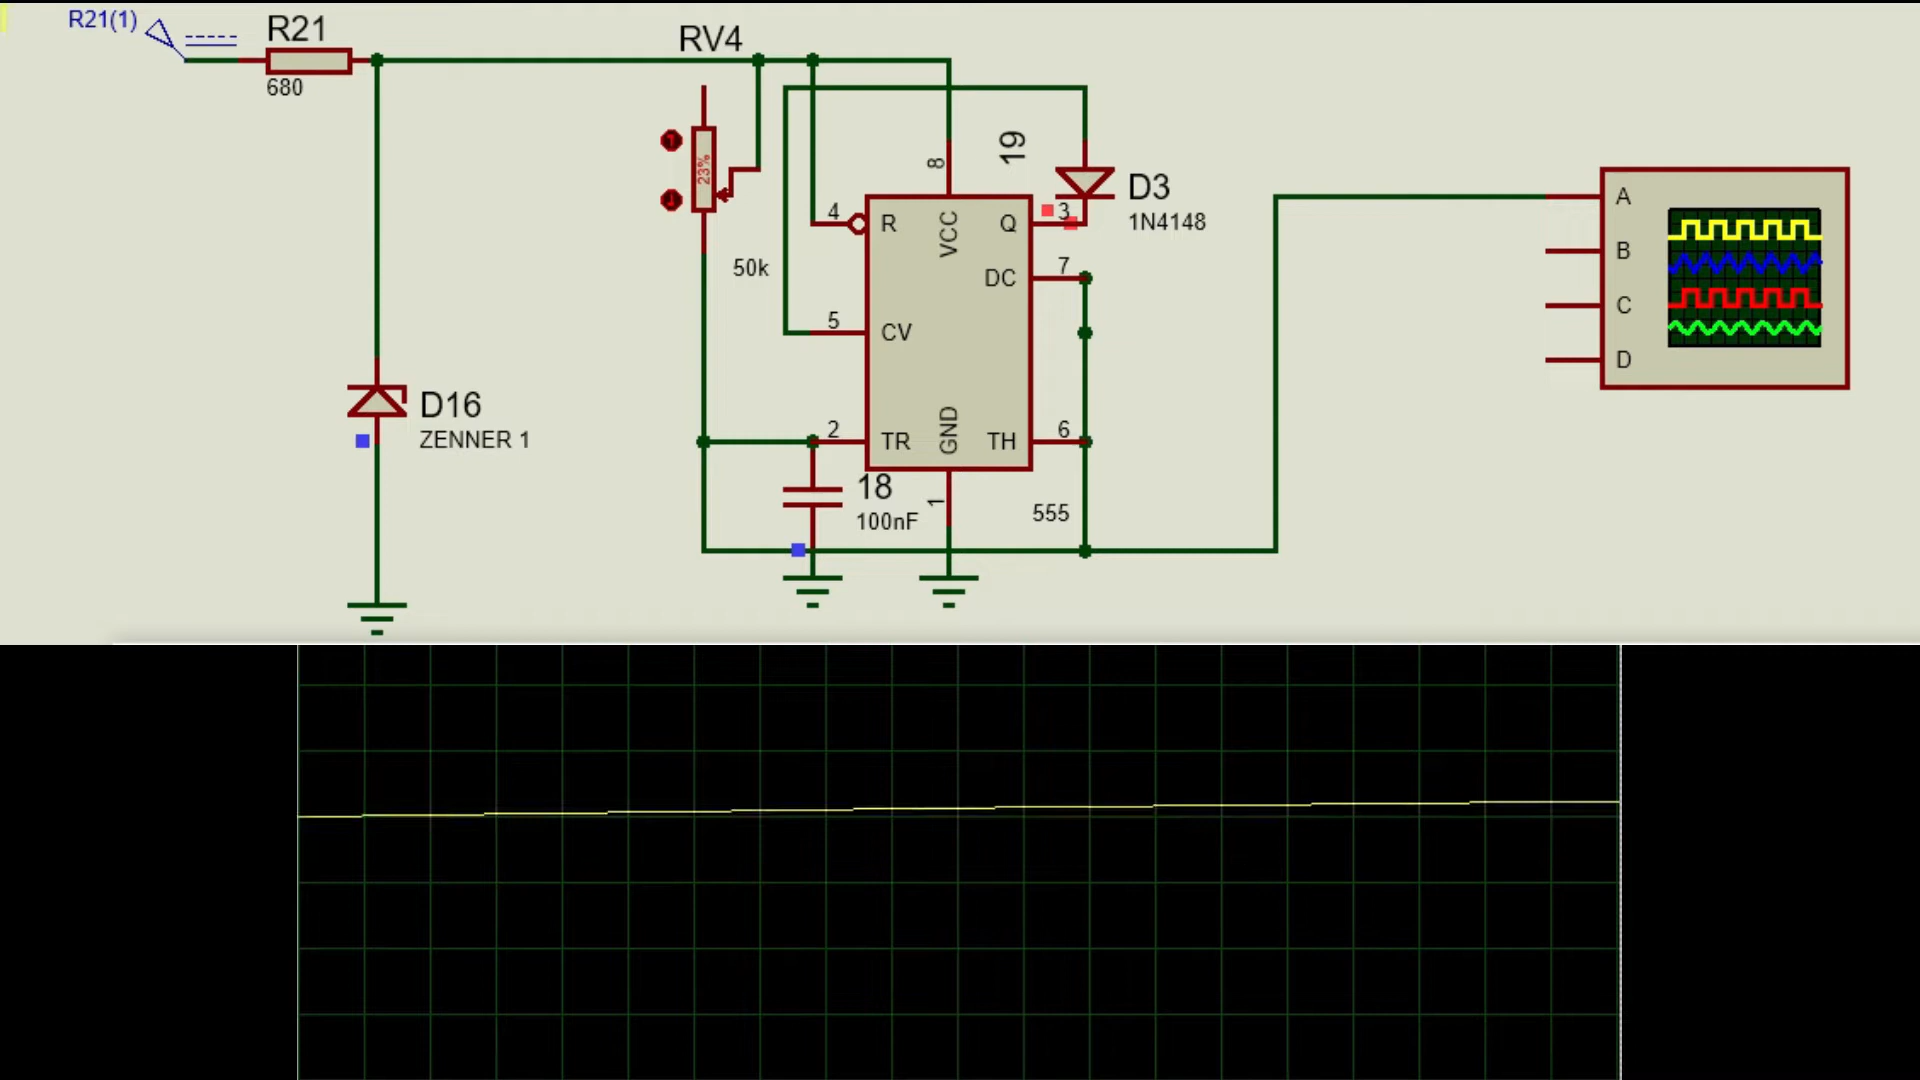 R21(1)
R21
680
RV4
23%
50k
D16
ZENNER 1
19
8
4
R
VCC
Q
3
D3
1N4148
DC
7
5
CV
2
TR
GND
TH
6
18
100nF
1
555
A
B
C
D